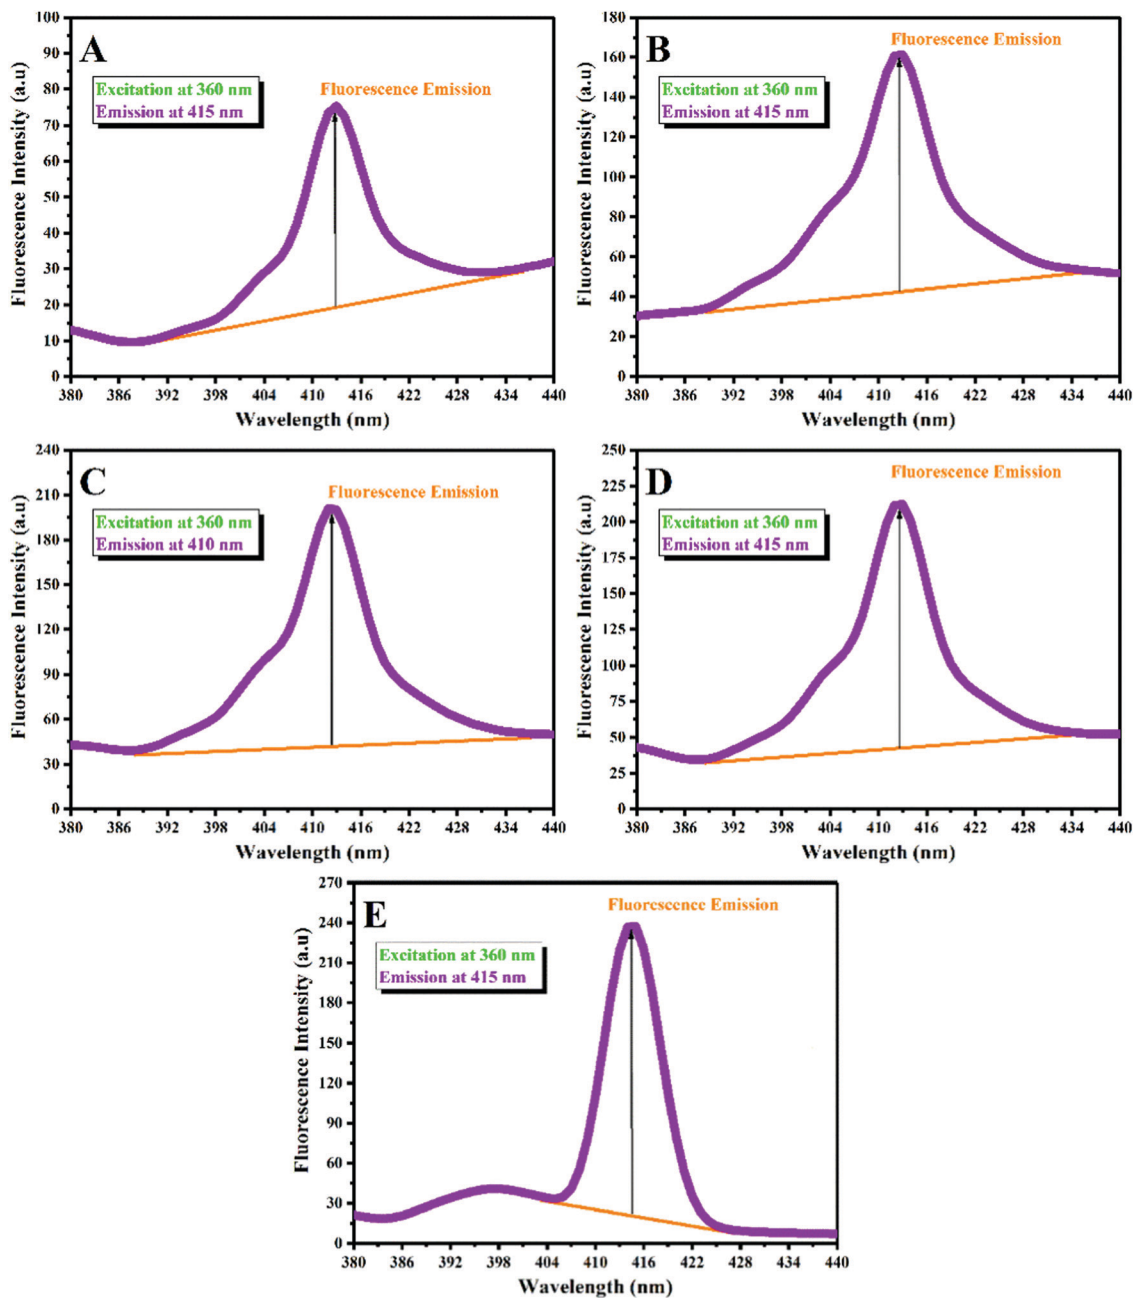 A
Fluorescence Emission
Excitation at 360 nm
Emission at 415 nm
Fluorescence Intensity (a.u)
100
90
80
70
60
50
40
30
20
10
0
380 386 392 398 404 410 416 422 428 434 440
Wavelength (nm)
B
Fluorescence Emission
Excitation at 360 nm
Emission at 415 nm
Fluorescence Intensity (a.u)
180
160
140
120
100
80
60
40
20
0
380 386 392 398 404 410 416 422 428 434 440
Wavelength (nm)
C
Fluorescence Emission
Excitation at 360 nm
Emission at 410 nm
Fluorescence Intensity (a.u)
240
210
180
150
120
90
60
30
0
380 386 392 398 404 410 416 422 428 434 440
Wavelength (nm)
D
Fluorescence Emission
Excitation at 360 nm
Emission at 415 nm
Fluorescence Intensity (a.u)
250
225
200
175
150
125
100
75
50
25
0
380 386 392 398 404 410 416 422 428 434 440
Wavelength (nm)
E
Fluorescence Emission
Excitation at 360 nm
Emission at 415 nm
Fluorescence Intensity (a.u)
270
240
210
180
150
120
90
60
30
0
380 386 392 398 404 410 416 422 428 434 440
Wavelength (nm)